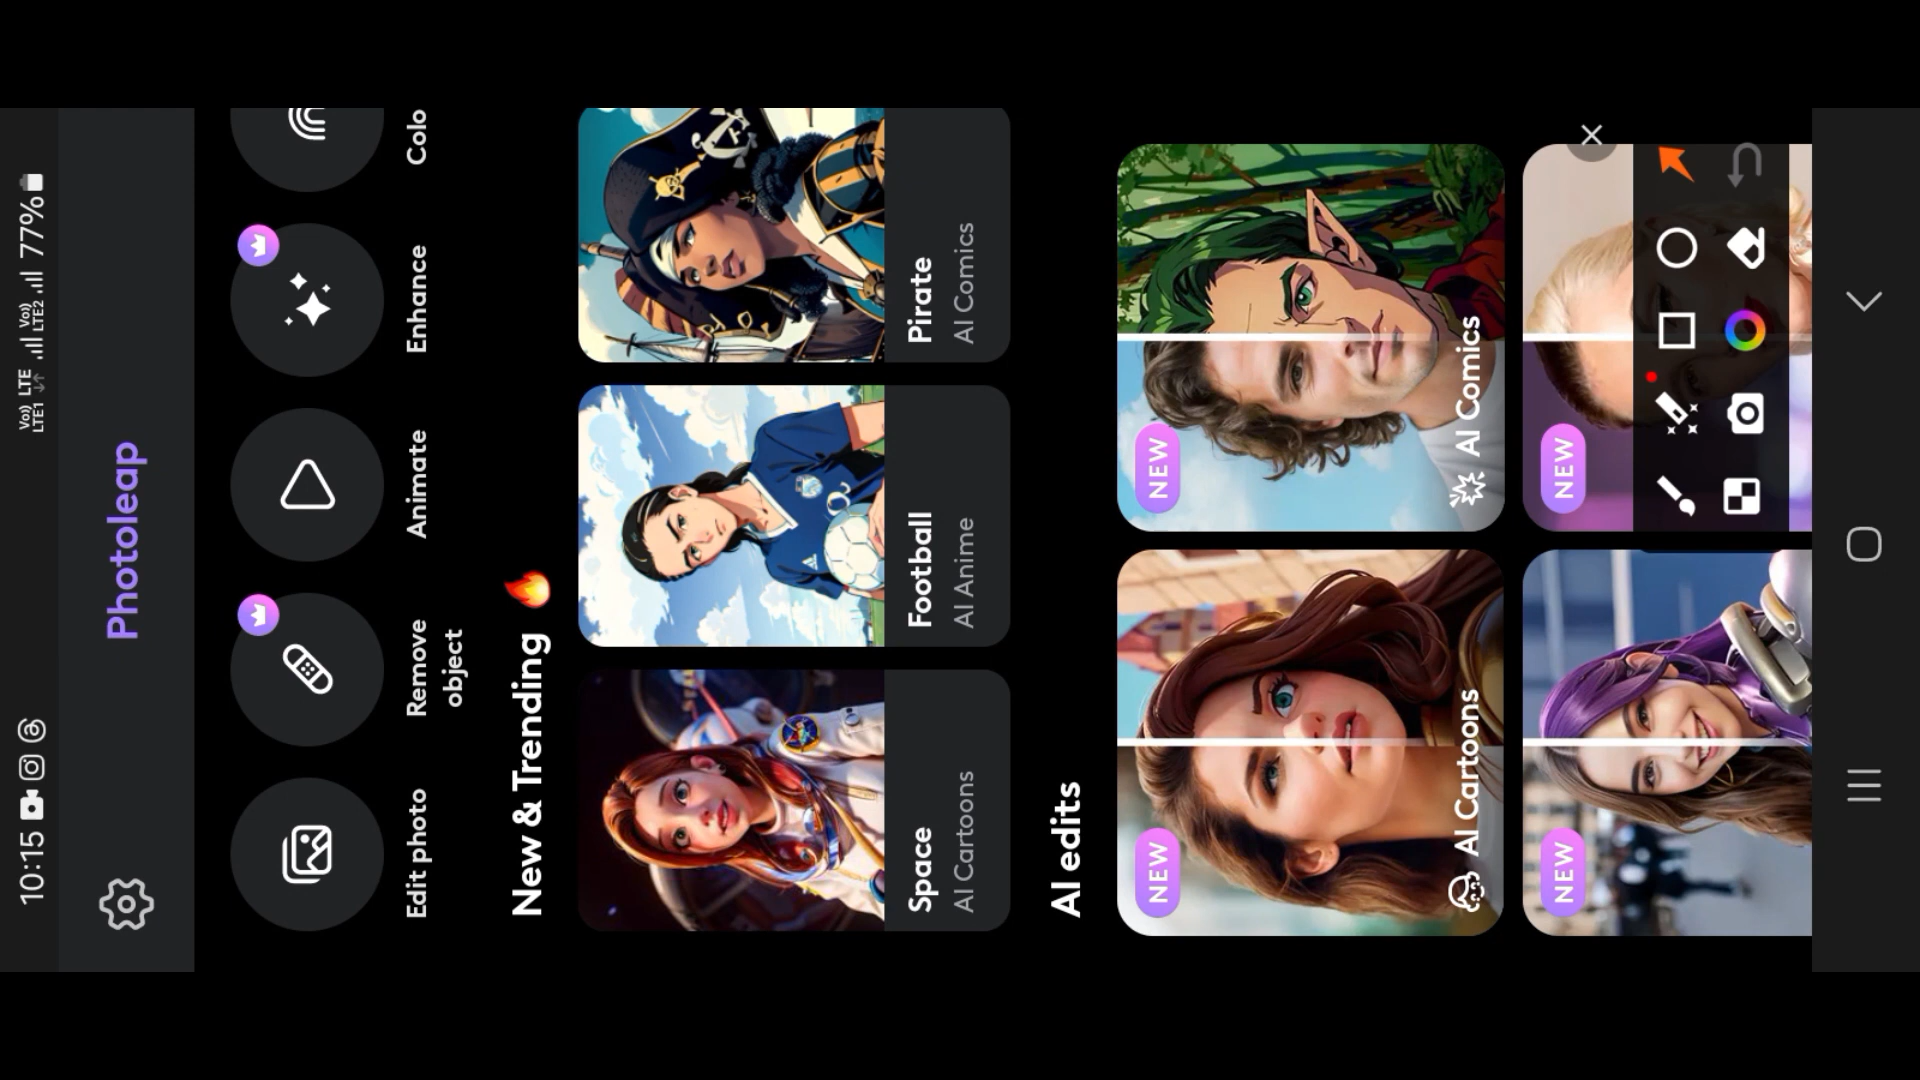 10:15
Vo)) LTE
LTE1
Vo))
LTE2
77%
Photoleap
Edit photo
Remove
object
Animate
Enhance
Colo
New & Trending
Space
AI Cartoons
Football
AI Anime
Pirate
AI Comics
AI edits
NEW
AI Cartoons
NEW
AI Comics
NEW
NEW